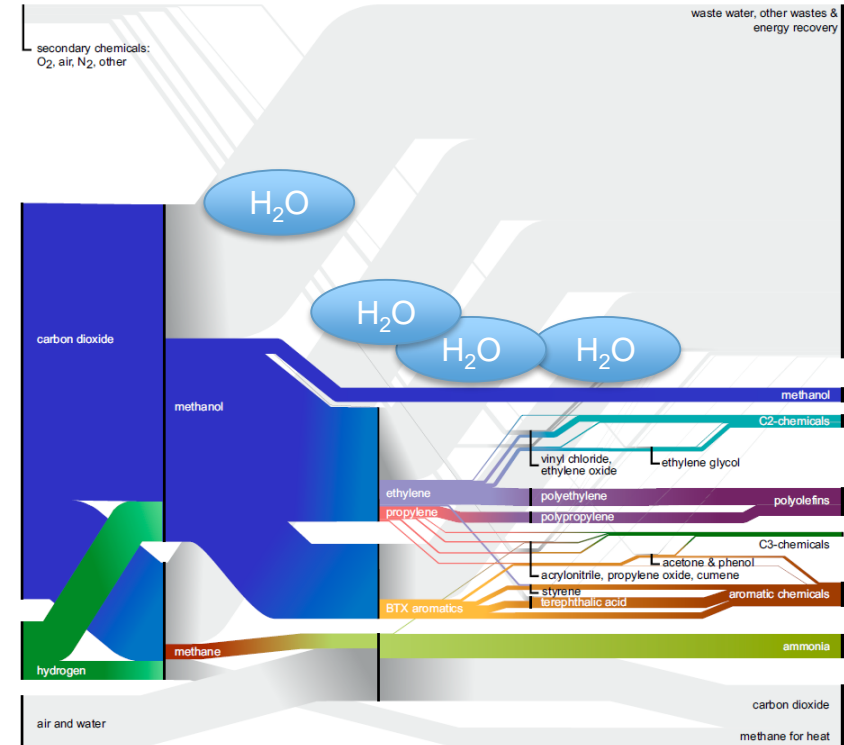 waste water, other wastes &
energy recovery
secondary chemicals:
O2, air, N2, other
H2O
H2O
H2O
H2O
carbon dioxide
methanol
methanol
C2-chemicals
vinyl chloride,
ethylene oxide
ethylene glycol
ethylene
polyethylene
polyolefins
propylene
polypropylene
C3-chemicals
acetone & phenol
acrylonitrile, propylene oxide, cumene
styrene
aromatic chemicals
BTX aromatics
terephthalic acid
methane
ammonia
hydrogen
carbon dioxide
air and water
methane for heat